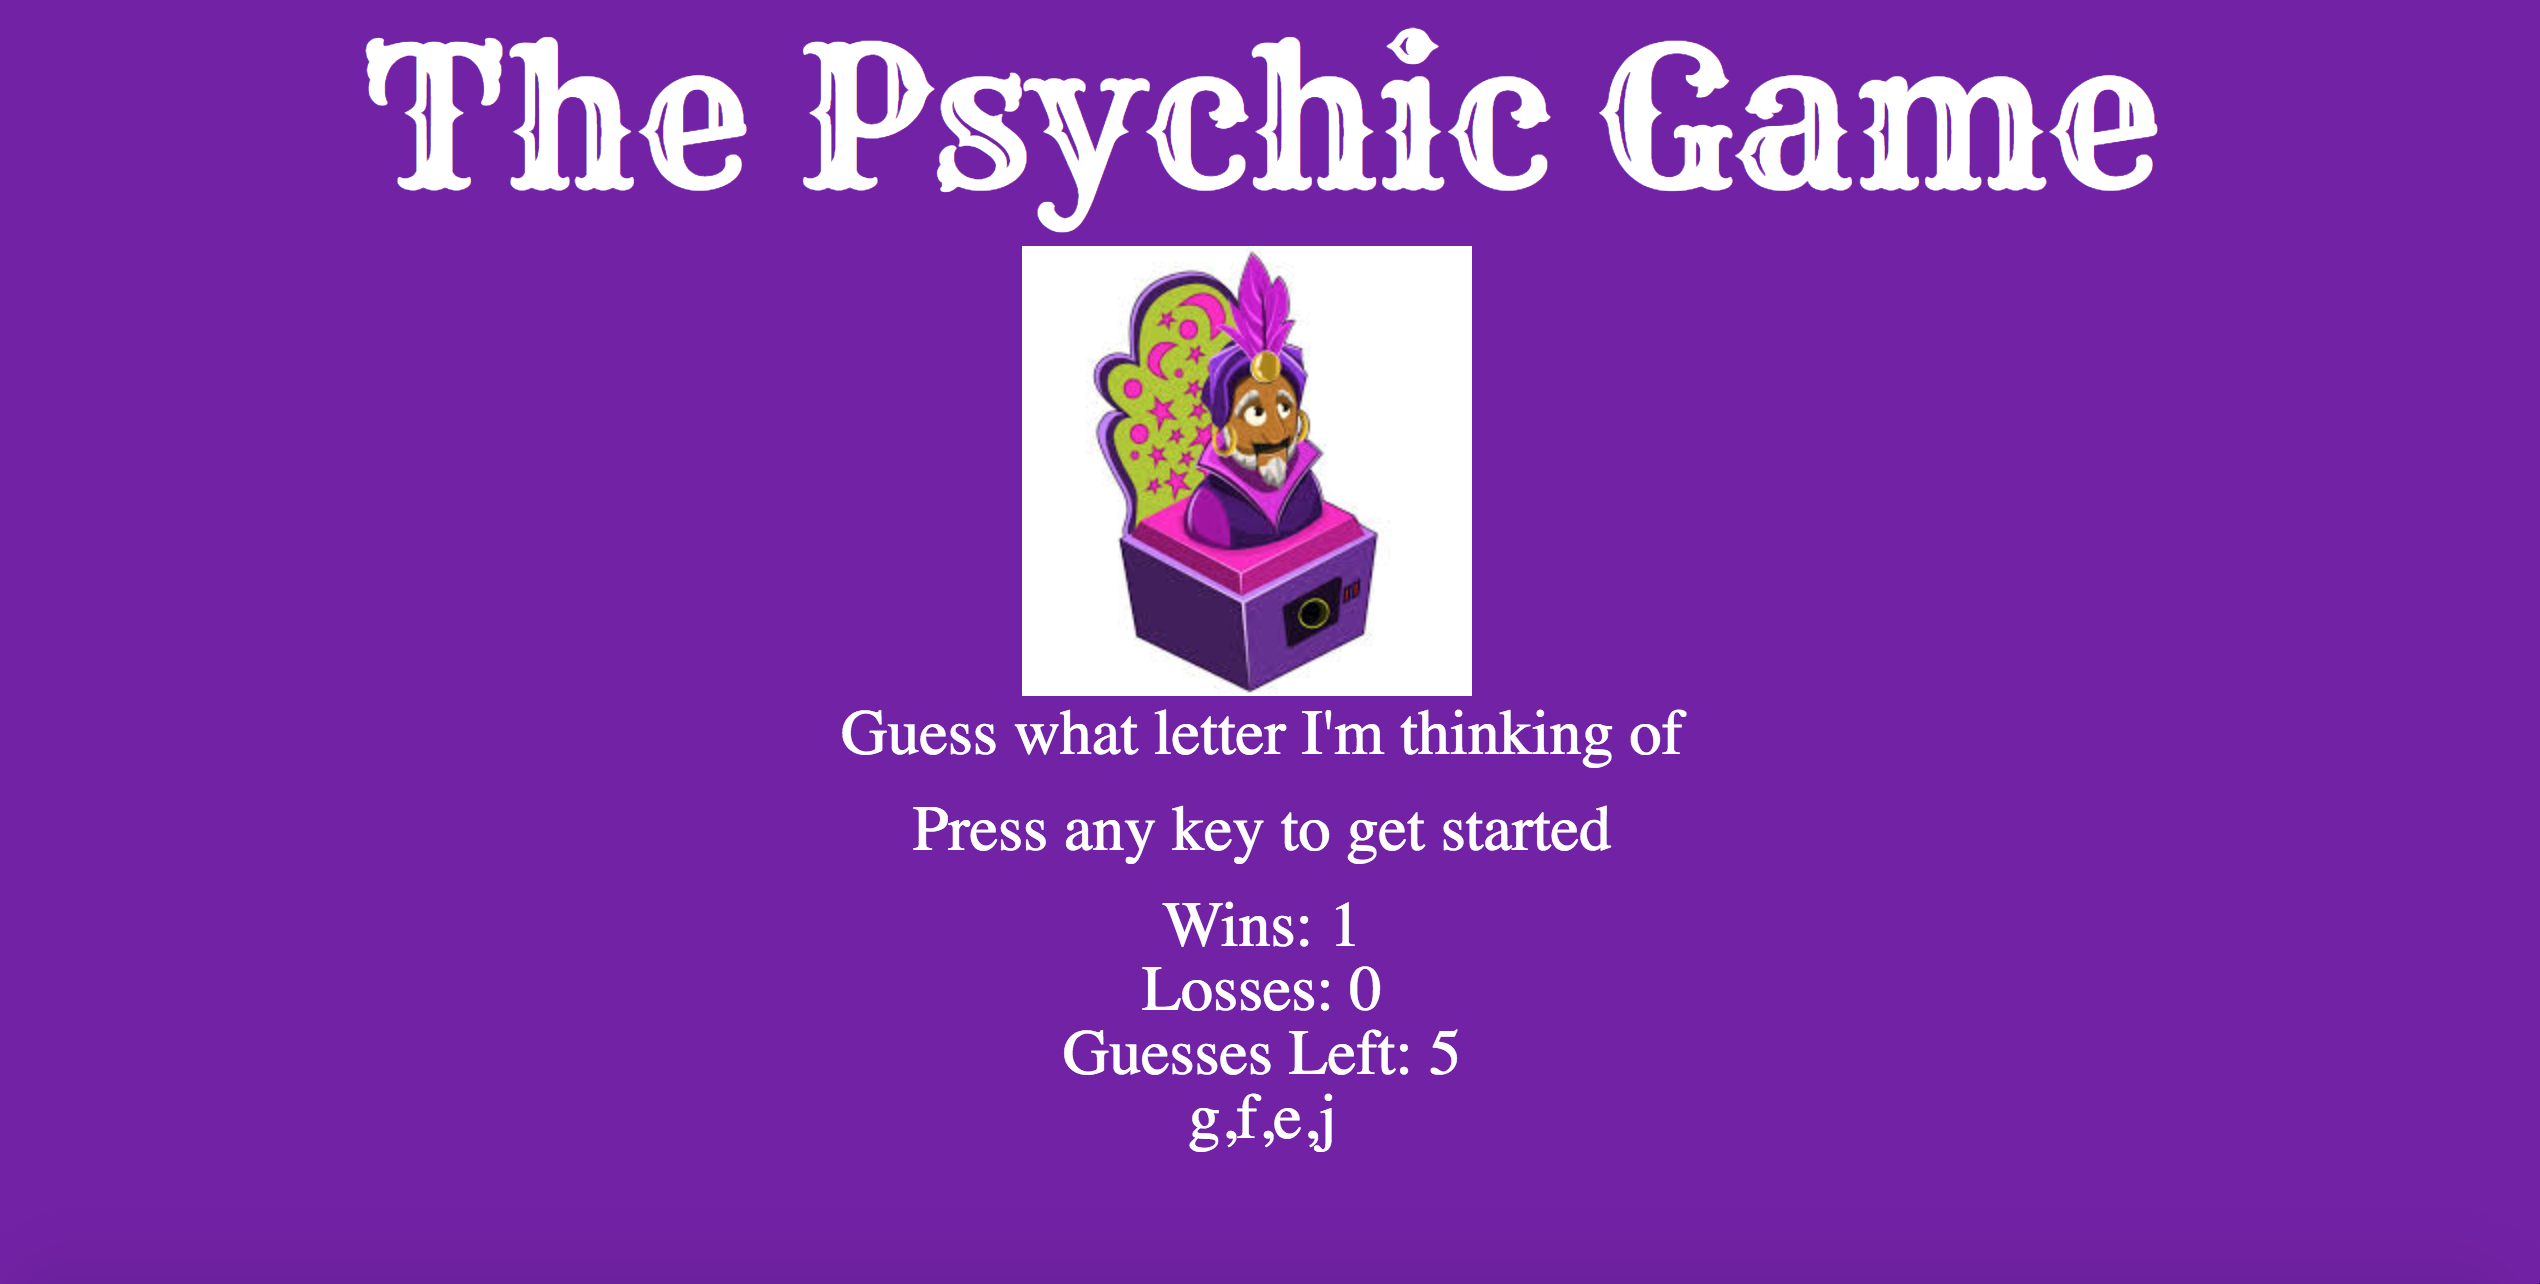 The Psychic Game
Guess what letter I'm thinking of
Press any key to get started
Wins: 1
Losses: 0
Guesses Left: 5
g,f,e,j